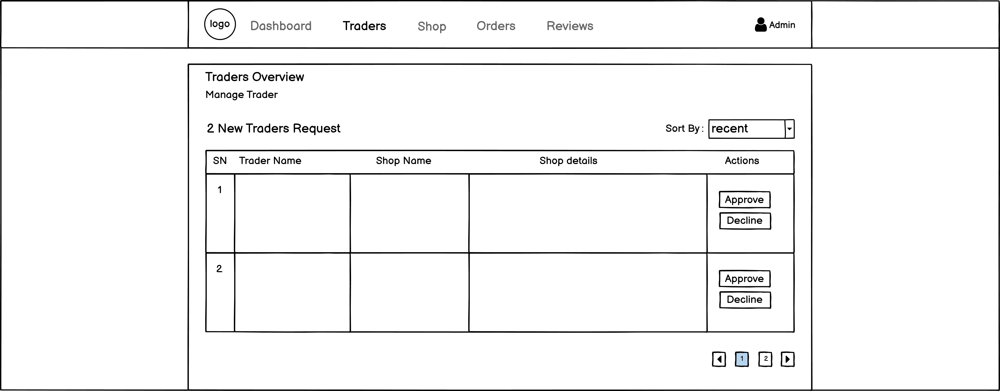 logo Dashboard Traders Shop Orders Reviews Admin
Traders Overview
Manage Trader
2 New Traders Request Sort By : recent
SN Trader Name Shop Name Shop details Actions
1
Approve
Decline
2
Approve
Decline
1 2